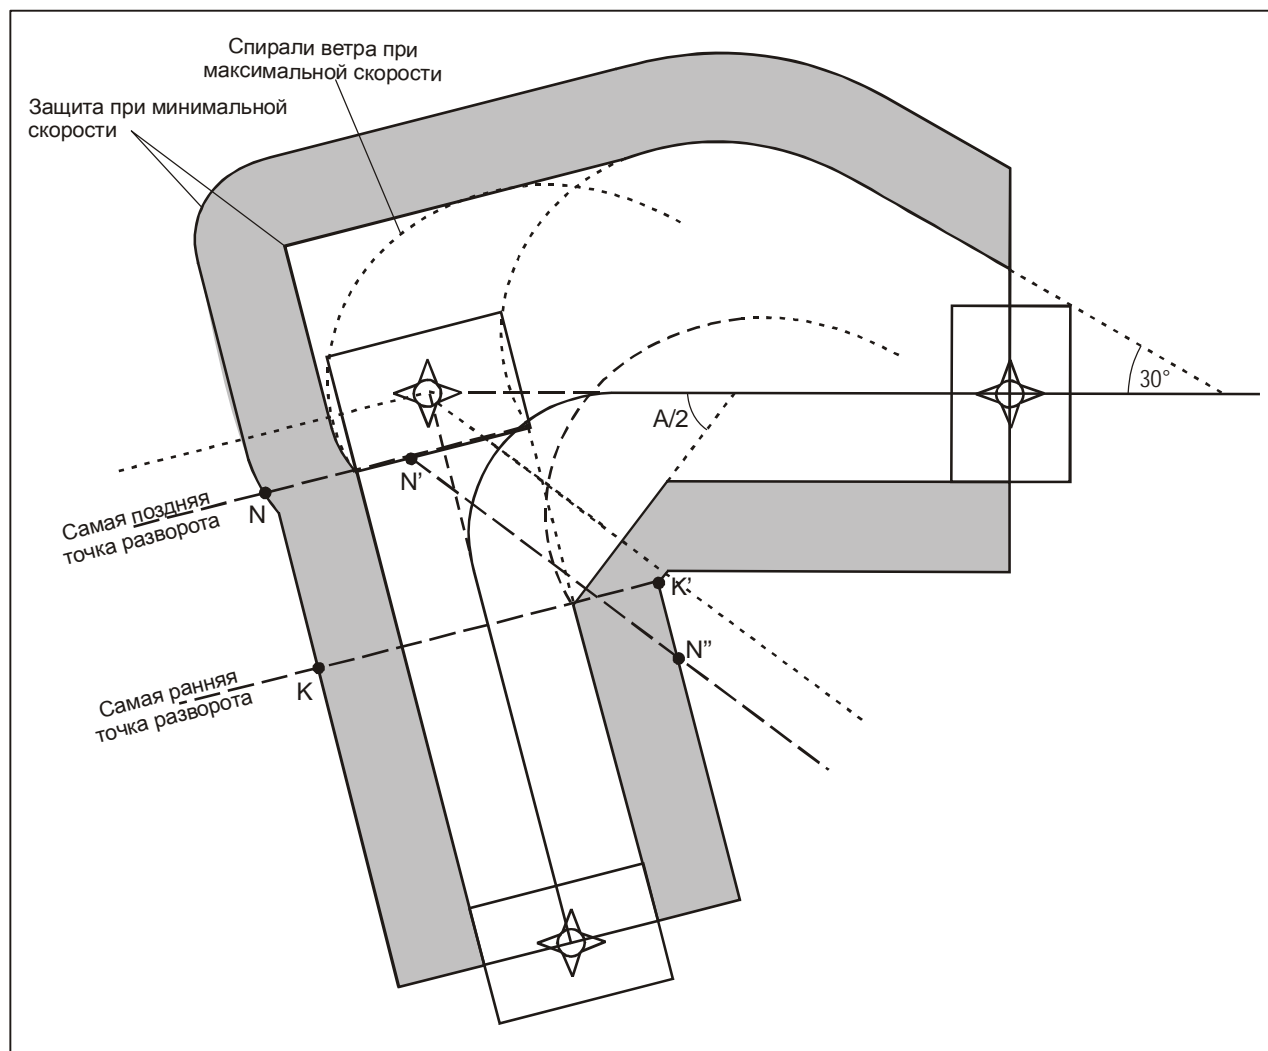 Спирали ветра при
максимальной скорости
Защита при минимальной
скорости
30°
A/2
N'
Самая поздняя
точка разворота
N
K'
N"
Самая ранняя
точка разворота
K